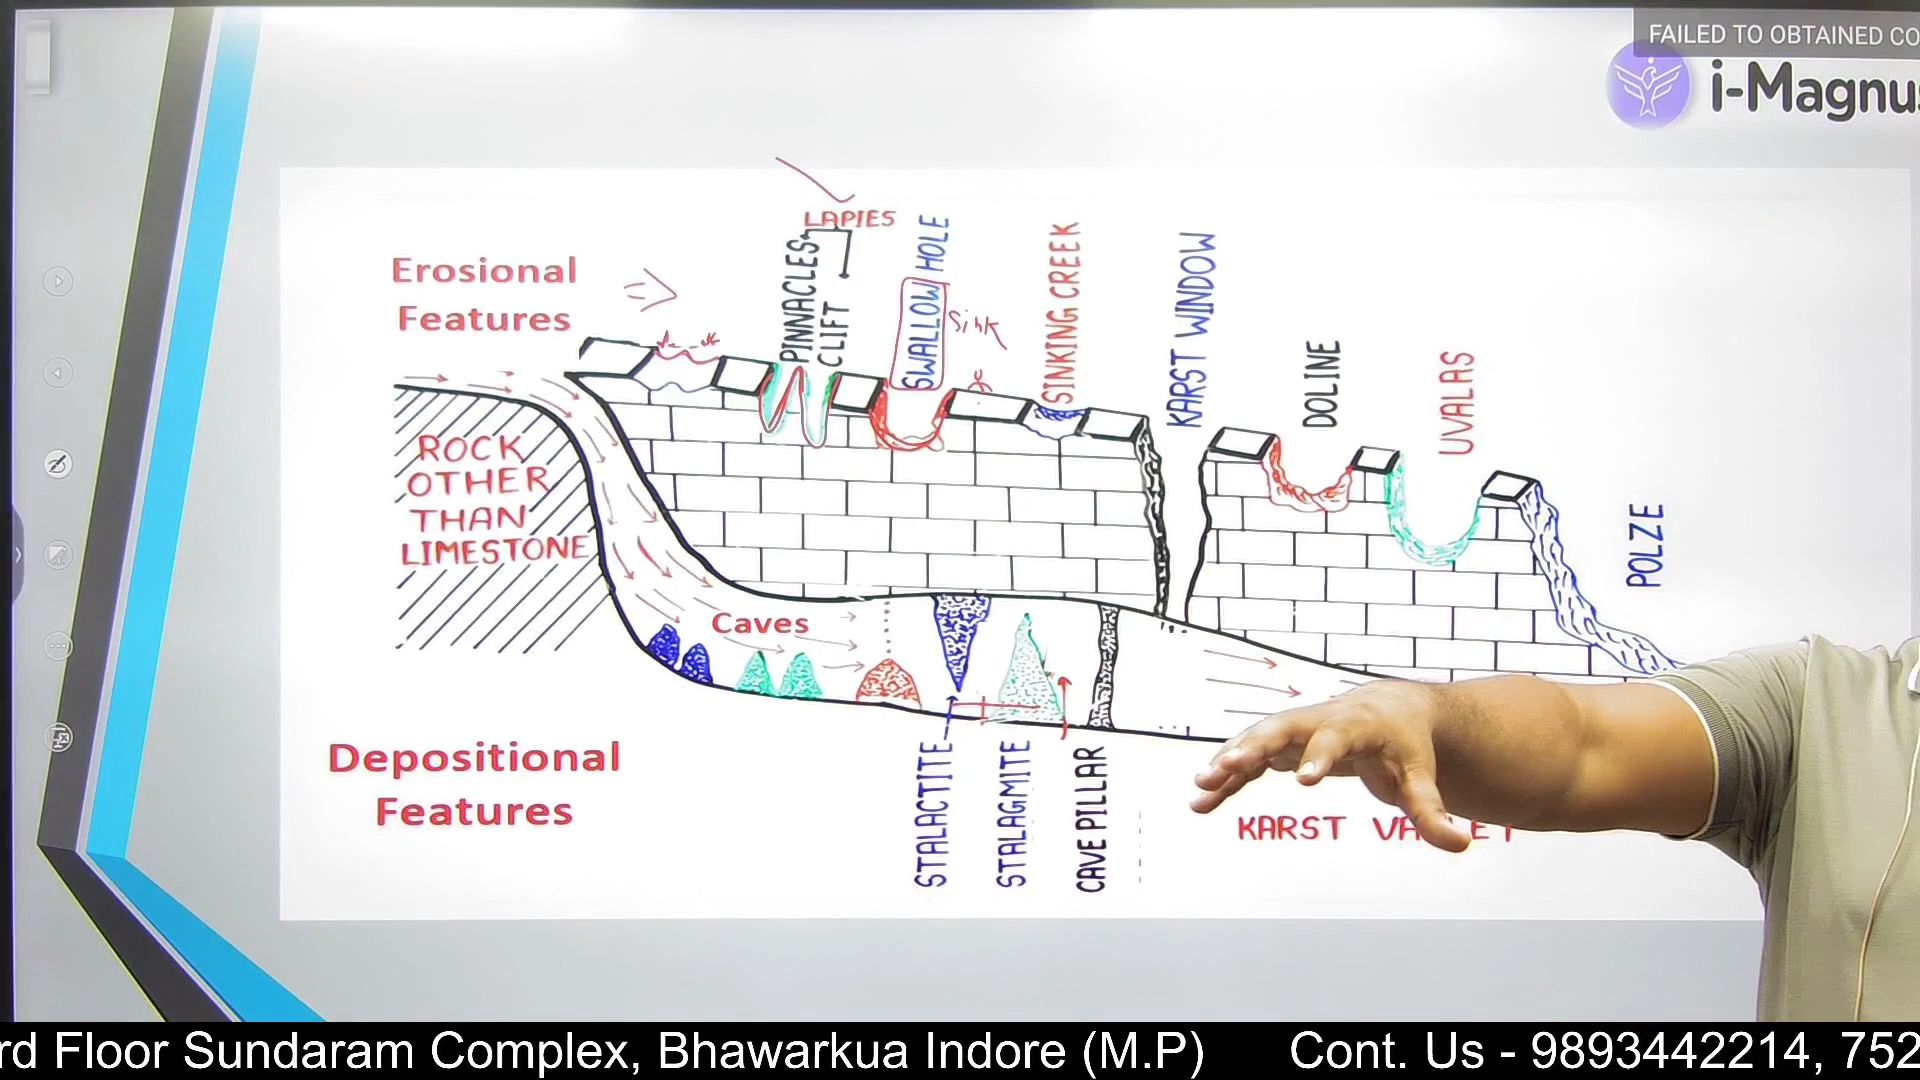 FAILED TO OBTAINED CO
i-Magnus
LAPIES
PINNACLES
CLIFT
SWALLOW HOLE
Sink
SINKING CREEK
KARST WINDOW
DOLINE
UVALAS
POLZE
Erosional
Features
ROCK
OTHER
THAN
LIMESTONE
Caves
Depositional
Features
STALACTITE
STALAGMITE
CAVE PILLAR
KARST
rd Floor Sundaram Complex, Bhawarkua Indore (M.P) Cont. Us - 9893442214, 752